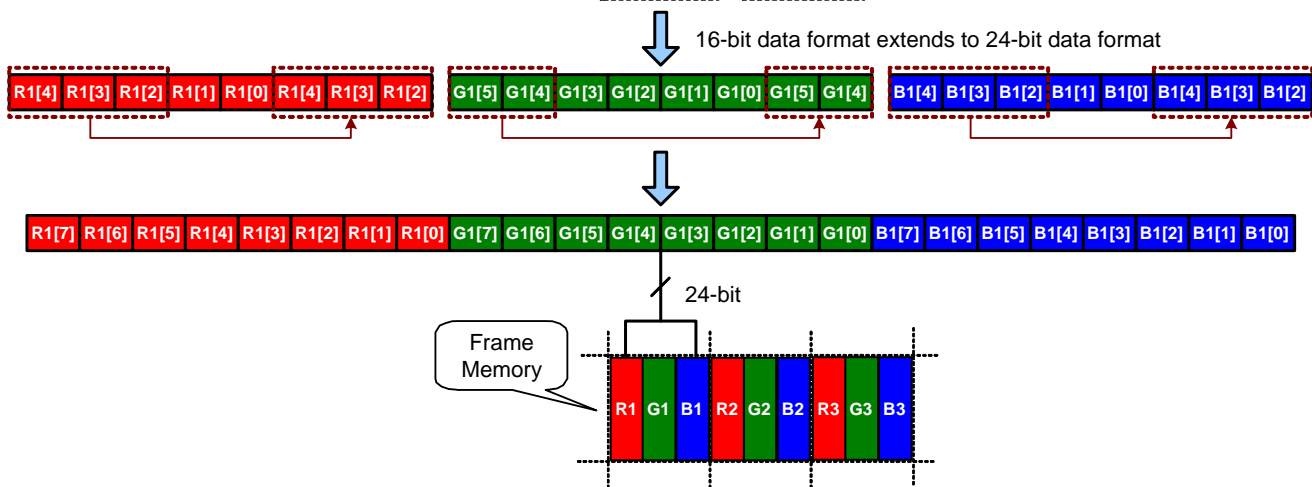 16-bit data format extends to 24-bit data format
R1[4] R1[3] R1[2] R1[1] R1[0] R1[4] R1[3] R1[2] G1[5] G1[4] G1[3] G1[2] G1[1] G1[0] G1[5] G1[4] B1[4] B1[3] B1[2] B1[1] B1[0] B1[4] B1[3] B1[2]
R1[7] R1[6] R1[5] R1[4] R1[3] R1[2] R1[1] R1[0] G1[7] G1[6] G1[5] G1[4] G1[3] G1[2] G1[1] G1[0] B1[7] B1[6] B1[5] B1[4] B1[3] B1[2] B1[1] B1[0]
24-bit
Frame
Memory
R1 G1 B1 R2 G2 B2 R3 G3 B3